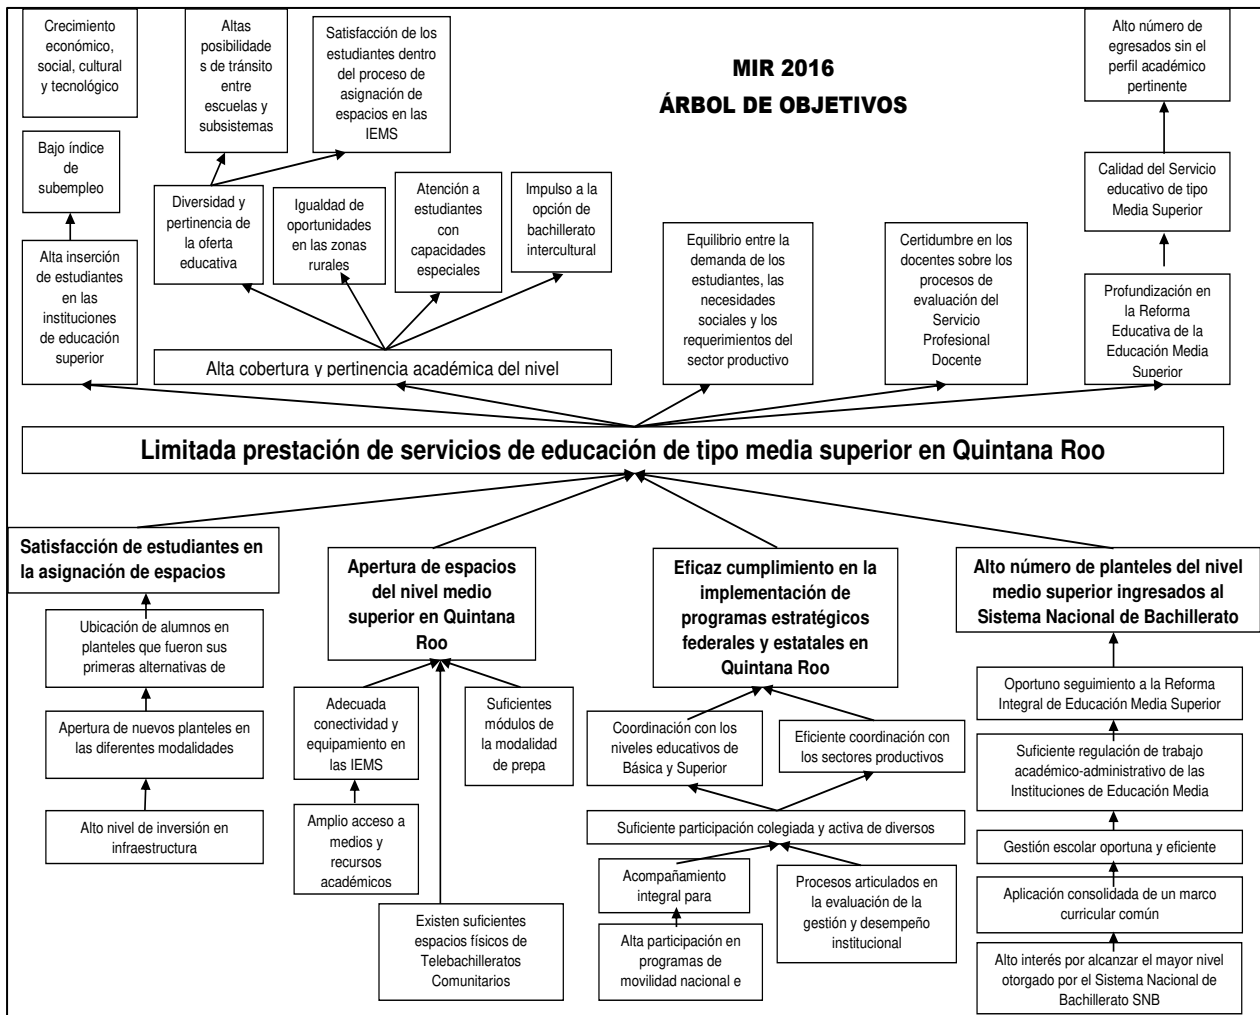 Crecimiento
económico,
social, cultural
y tecnológico
Altas
posibilidade
s de tránsito
entre
escuelas y
subsistemas
Satisfacción de los
estudiantes dentro
del proceso de
asignación de
espacios en las
IEMS
MIR 2016
ÁRBOL DE OBJETIVOS
Alto número de
egresados sin el
perfil académico
pertinente
Bajo índice
de
subempleo
Diversidad y
pertinencia de
la oferta
educativa
Igualdad de
oportunidades
en las zonas
rurales
Atención a
estudiantes
con
capacidades
especiales
Impulso a la
opción de
bachillerato
intercultural
Calidad del Servicio
educativo de tipo
Media Superior
Alta inserción
de estudiantes
en las
instituciones
de educación
superior
Equilibrio entre la
demanda de los
estudiantes, las
necesidades
sociales y los
requerimientos del
sector productivo
Certidumbre en los
docentes sobre los
procesos de
evaluación del
Servicio
Profesional
Docente
Profundización en
la Reforma
Educativa de la
Educación Media
Superior
Alta cobertura y pertinencia académica del nivel
Limitada prestación de servicios de educación de tipo media superior en Quintana Roo
Satisfacción de estudiantes en
la asignación de espacios
Apertura de espacios
del nivel medio
superior en Quintana
Roo
Eficaz cumplimiento en la
implementación de
programas estratégicos
federales y estatales en
Quintana Roo
Alto número de planteles del nivel
medio superior ingresados al
Sistema Nacional de Bachillerato
Ubicación de alumnos en
planteles que fueron sus
primeras alternativas de
Apertura de nuevos planteles en
las diferentes modalidades
Alto nivel de inversión en
infraestructura
Adecuada
conectividad y
equipamiento en
las IEMS
Suficientes
módulos de
la modalidad
de prepa
Amplio acceso a
medios y
recursos
académicos
Existen suficientes
espacios físicos de
Telebachilleratos
Comunitarios
Coordinación con los
niveles educativos de
Básica y Superior
Eficiente coordinación con
los sectores productivos
Suficiente participación colegiada y activa de diversos
Acompañamiento
integral para
Alta participación en
programas de
movilidad nacional e
Procesos articulados en
la evaluación de la
gestión y desempeño
institucional
Oportuno seguimiento a la Reforma
Integral de Educación Media Superior
Suficiente regulación de trabajo
académico-administrativo de las
Instituciones de Educación Media
Gestión escolar oportuna y eficiente
Aplicación consolidada de un marco
curricular común
Alto interés por alcanzar el mayor nivel
otorgado por el Sistema Nacional de
Bachillerato SNB